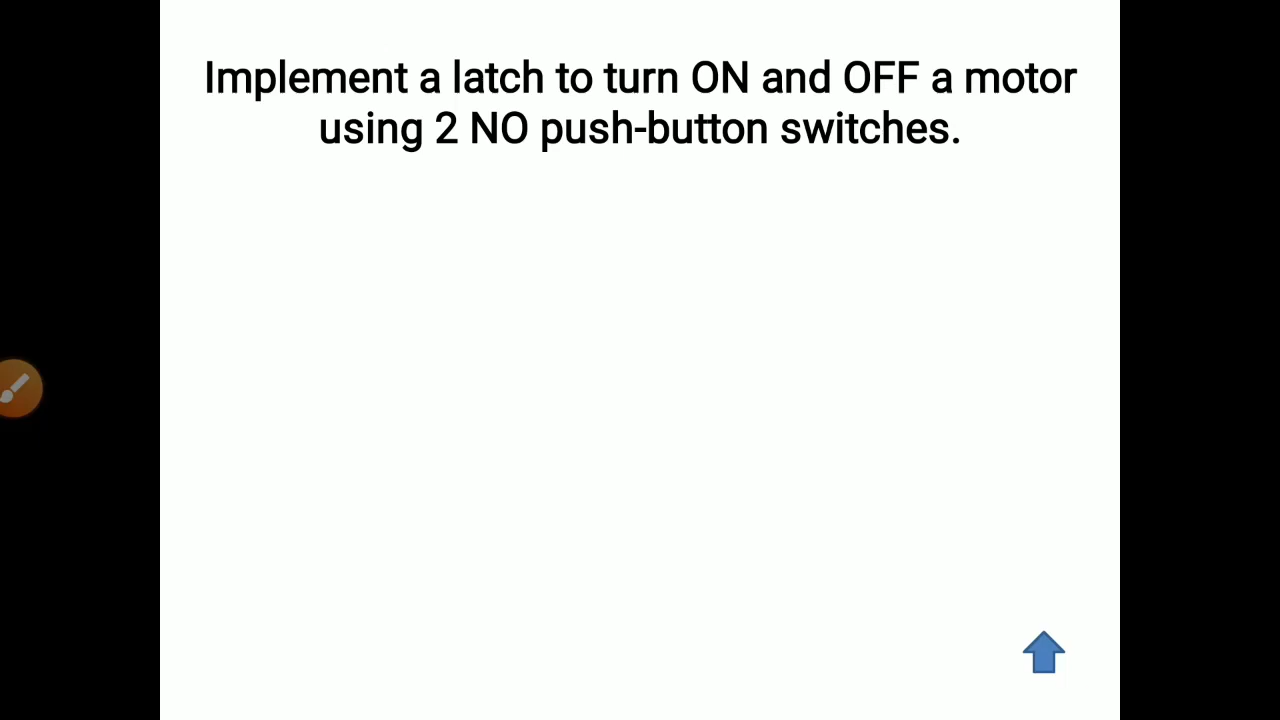 Implement a latch to turn ON and OFF a motor
using 2 NO push-button switches.